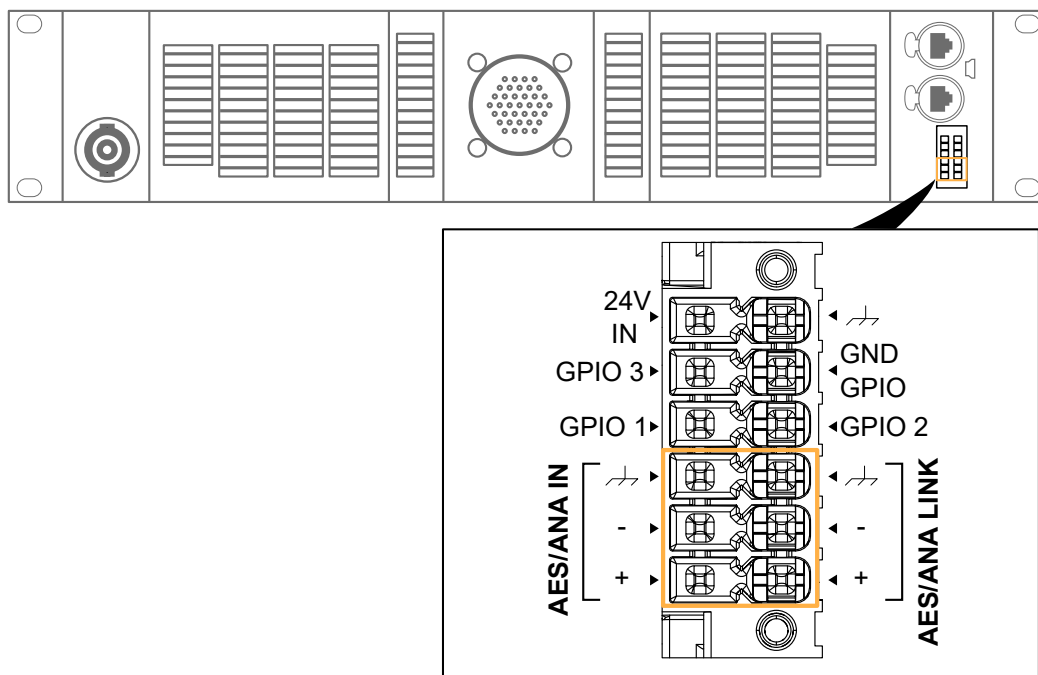 24V
IN
GPIO 3
GND
GPIO
GPIO 1
GPIO 2
AES/ANA IN
-
+
AES/ANA LINK
-
+